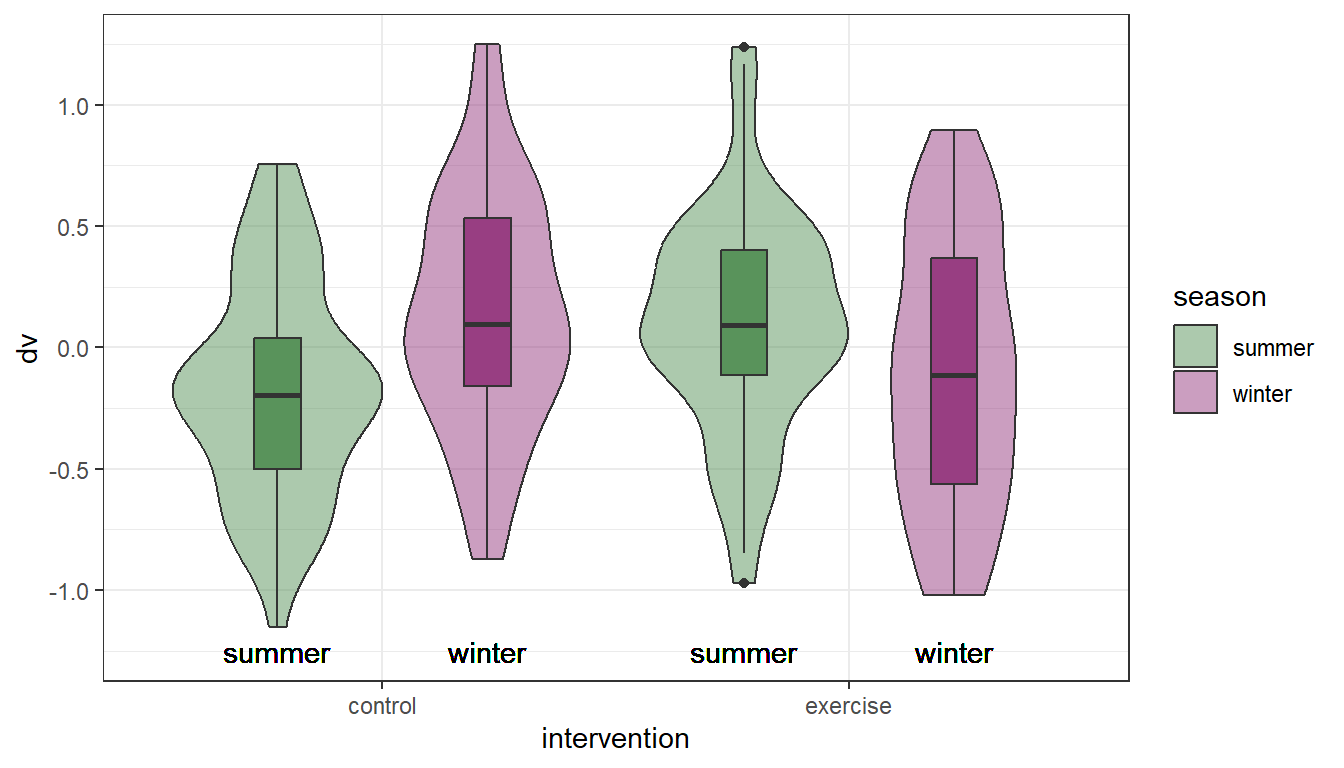 dv
1.0
0.5
0.0
-0.5
-1.0
summer winter summer winter
control exercise
intervention
season
summer
winter